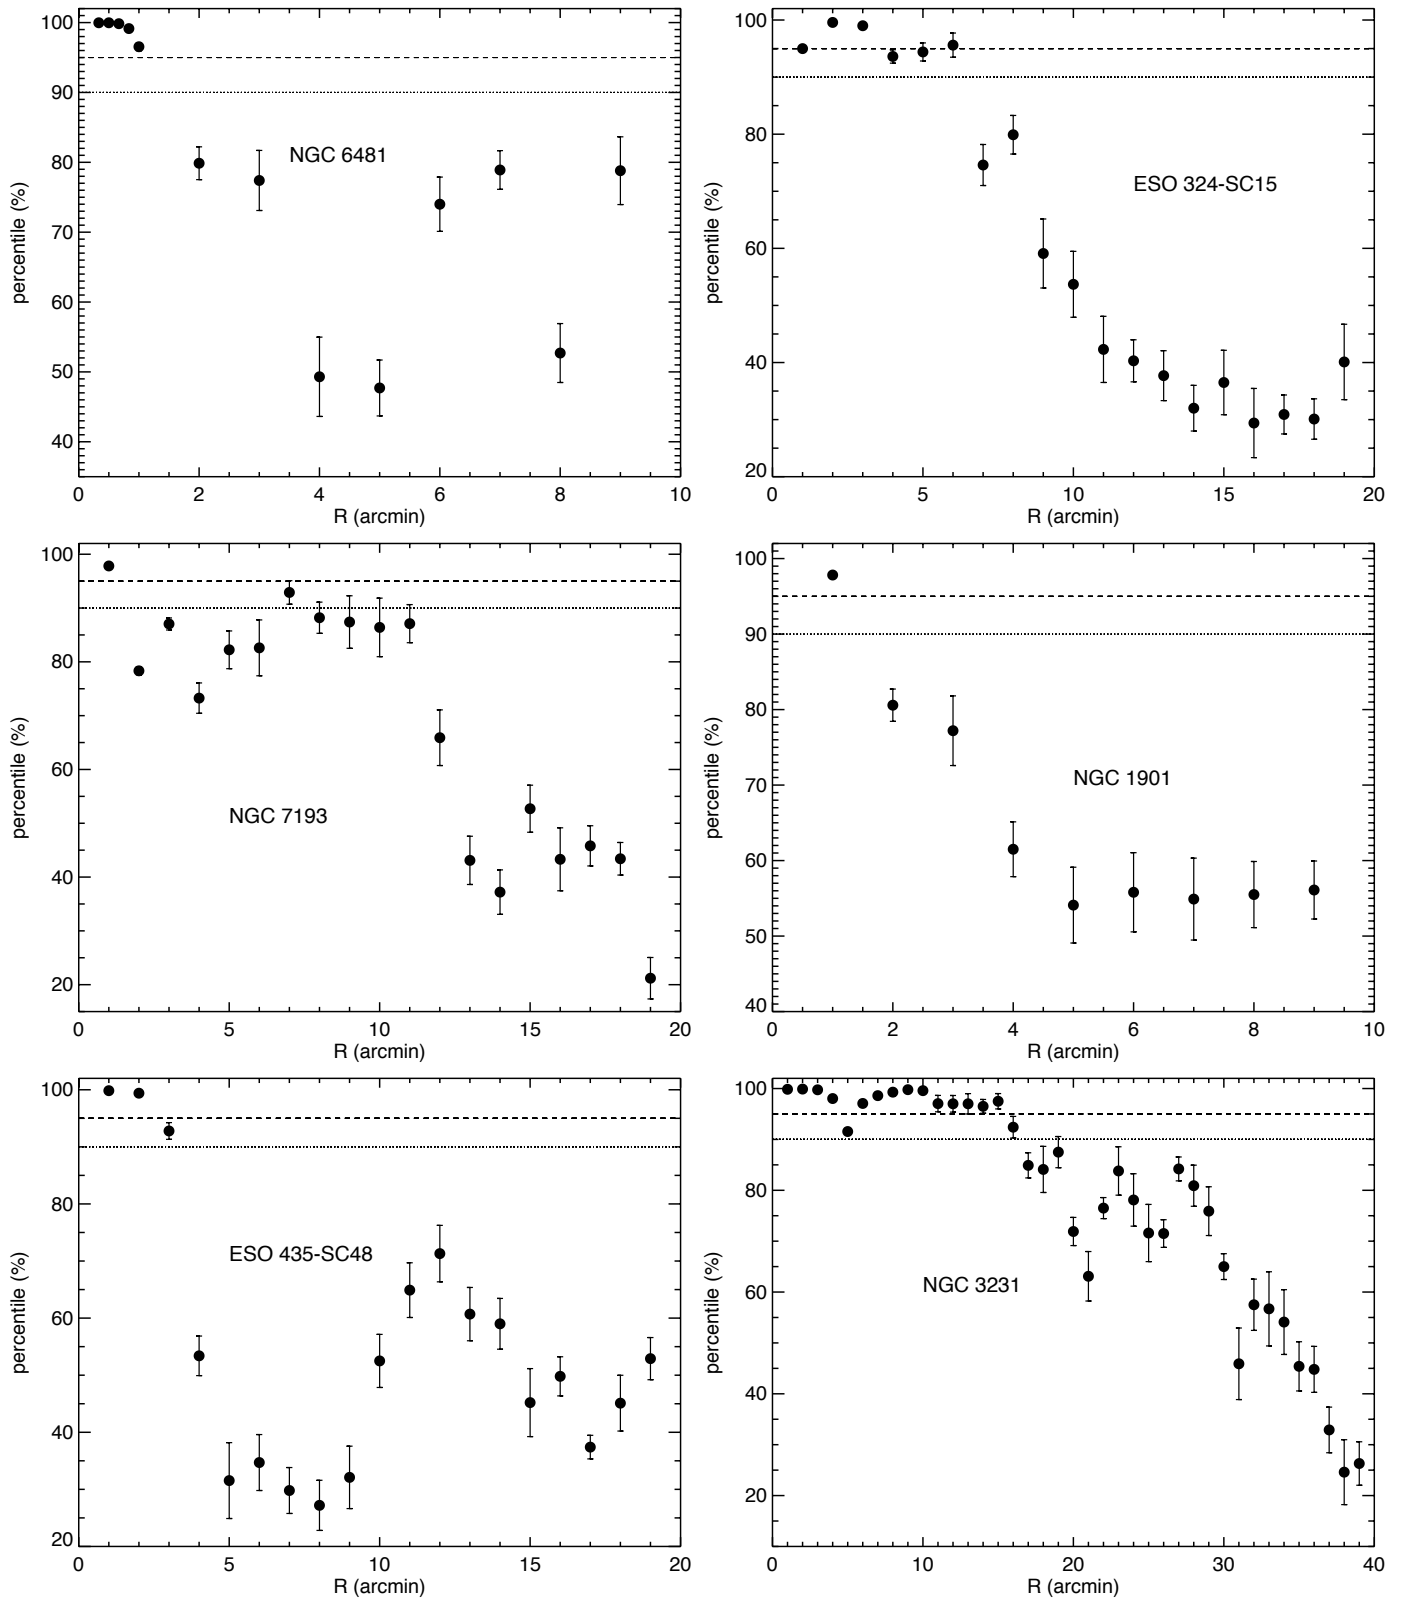 100
90
80
70
60
50
40
percentile (%)
NGC 6481
0 2 4 6 8 10
R (arcmin)
100
80
60
40
20
percentile (%)
ESO 324-SC15
0 5 10 15 20
R (arcmin)
100
80
60
40
20
percentile (%)
NGC 7193
0 5 10 15 20
R (arcmin)
100
90
80
70
60
50
40
percentile (%)
NGC 1901
0 2 4 6 8 10
R (arcmin)
100
80
60
40
20
percentile (%)
ESO 435-SC48
0 5 10 15 20
R (arcmin)
100
80
60
40
20
percentile (%)
NGC 3231
0 10 20 30 40
R (arcmin)